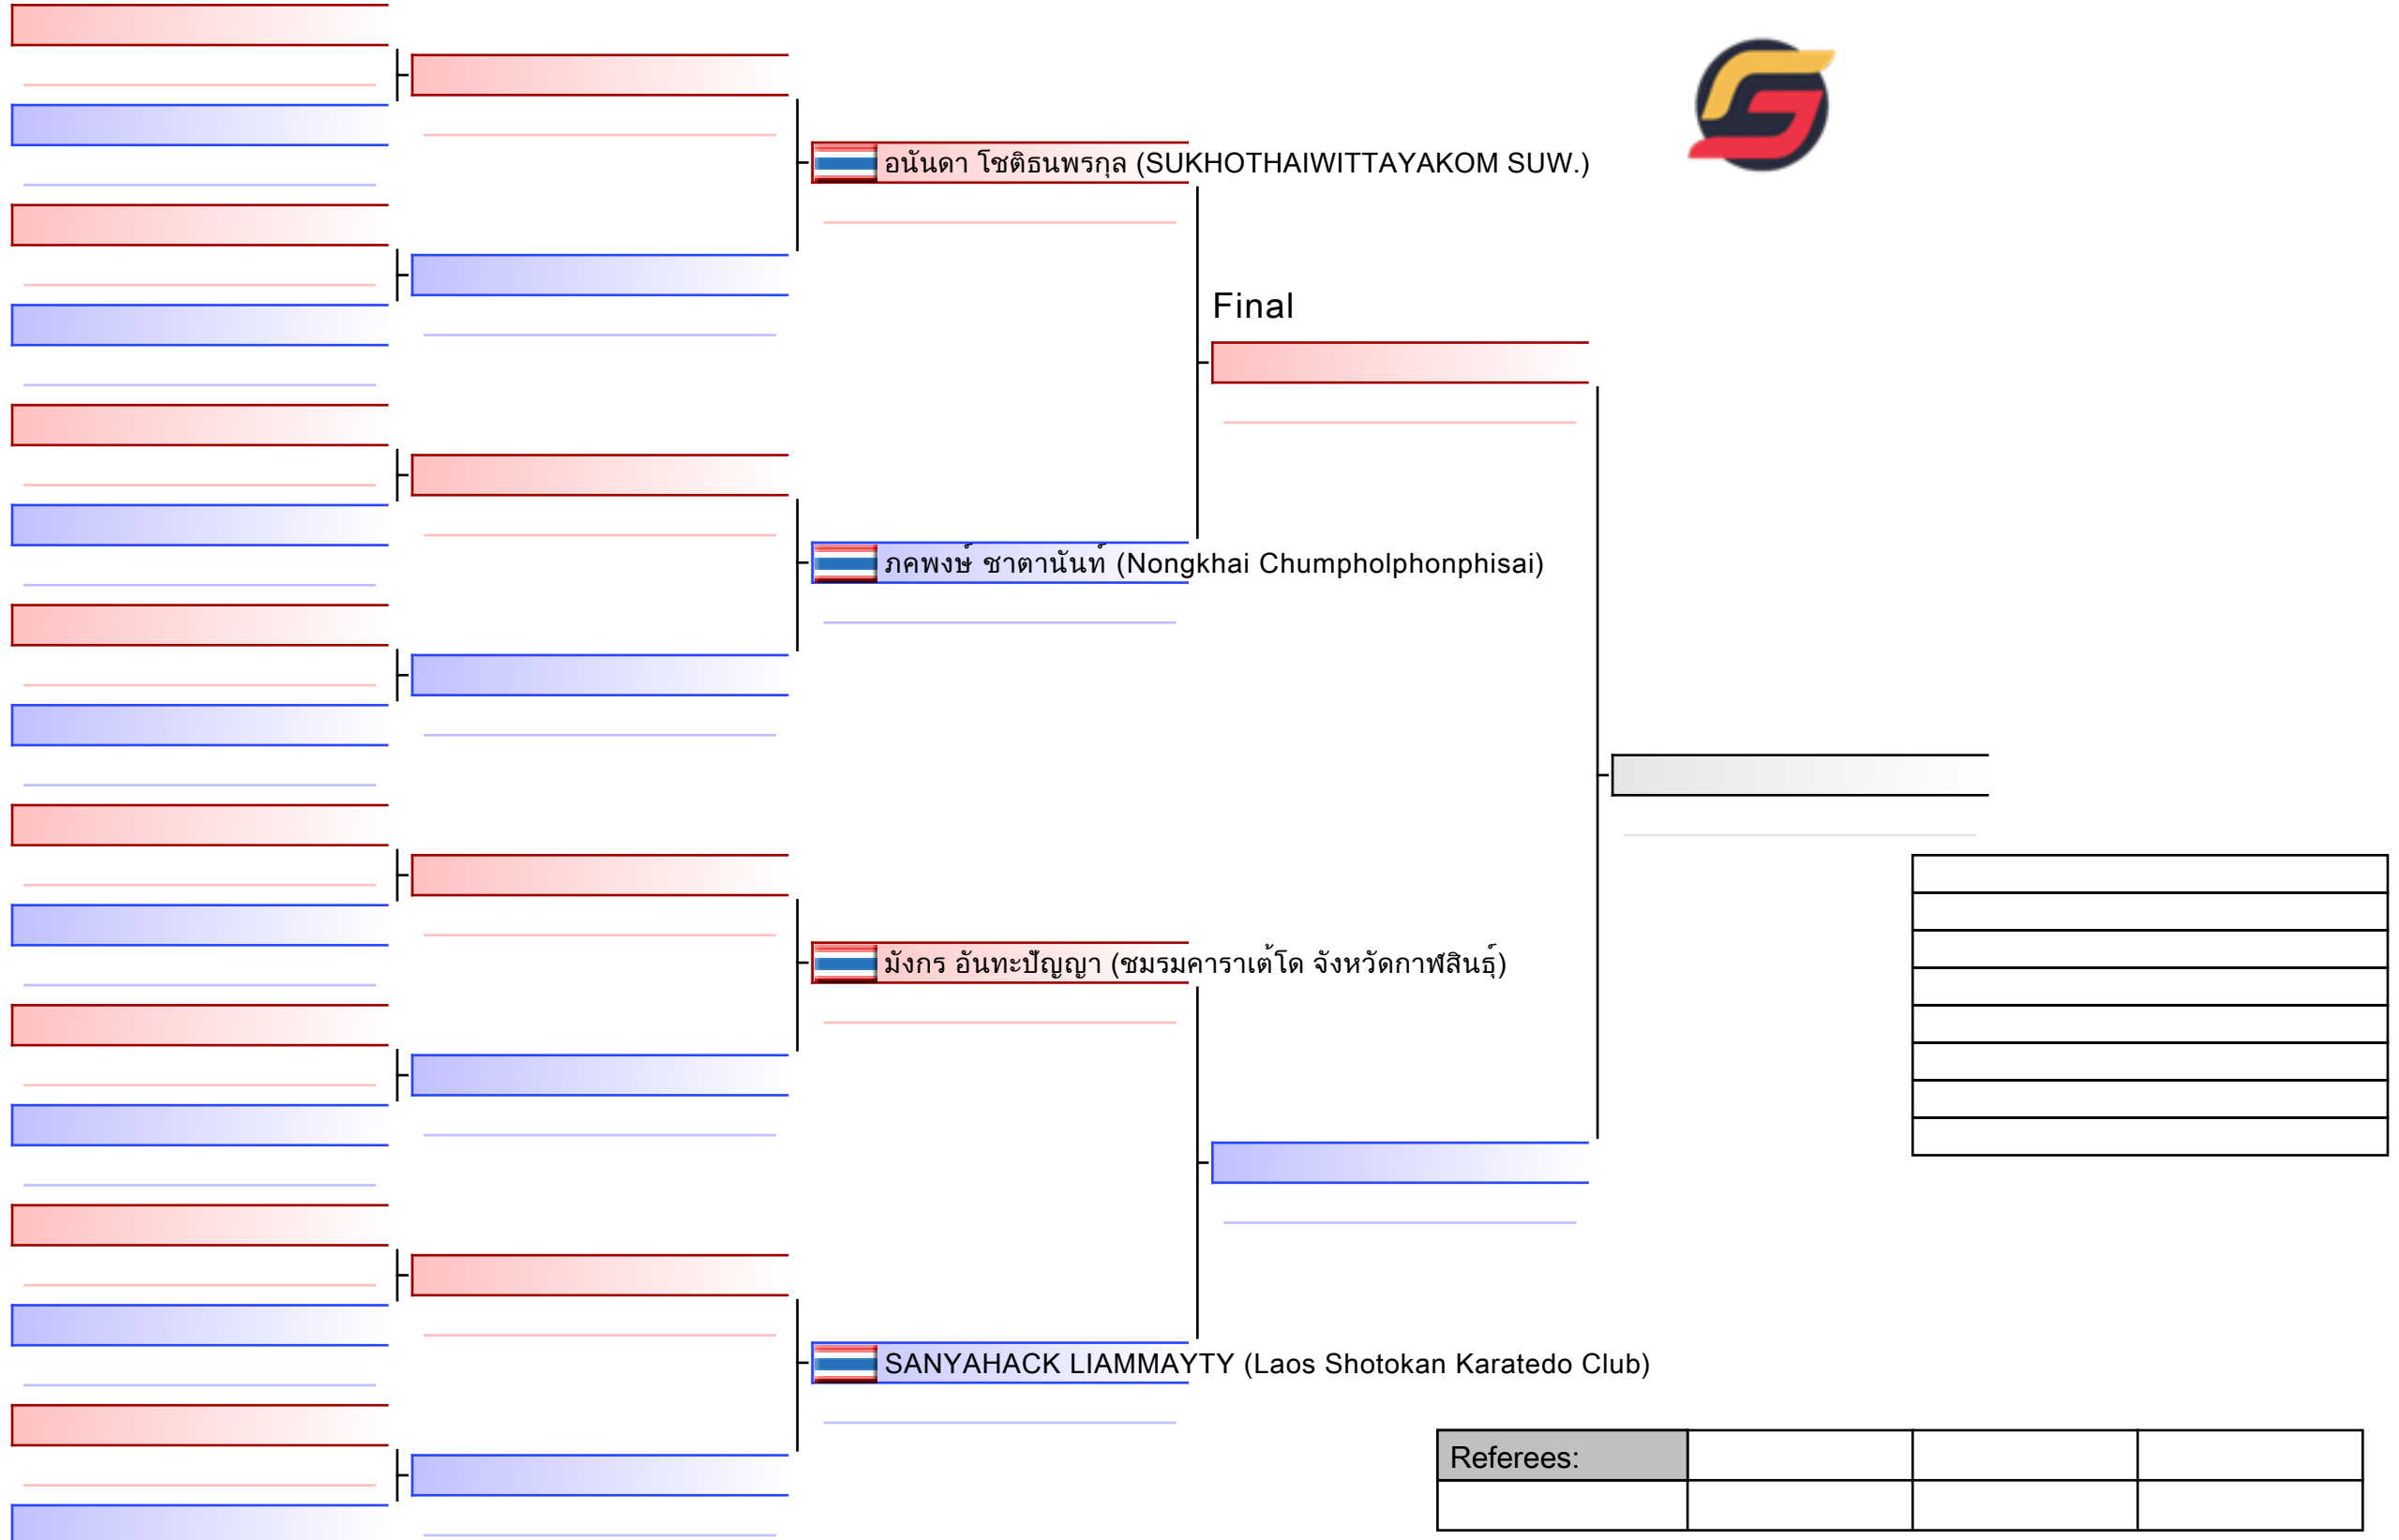 อนันดา โชติธนพรกุล (SUKHOTHAIWITTAYAKOM SUW.)
Final
ภคพงษ์ ชาตานันท์ (Nongkhai Chumpholphonphisai)
มังกร อันทะปัญญา (ชมรมคาราเต้โด จังหวัดกาฬสินธุ์)
SANYAHACK LIAMMAYTY (Laos Shotokan Karatedo Club)
Referees: